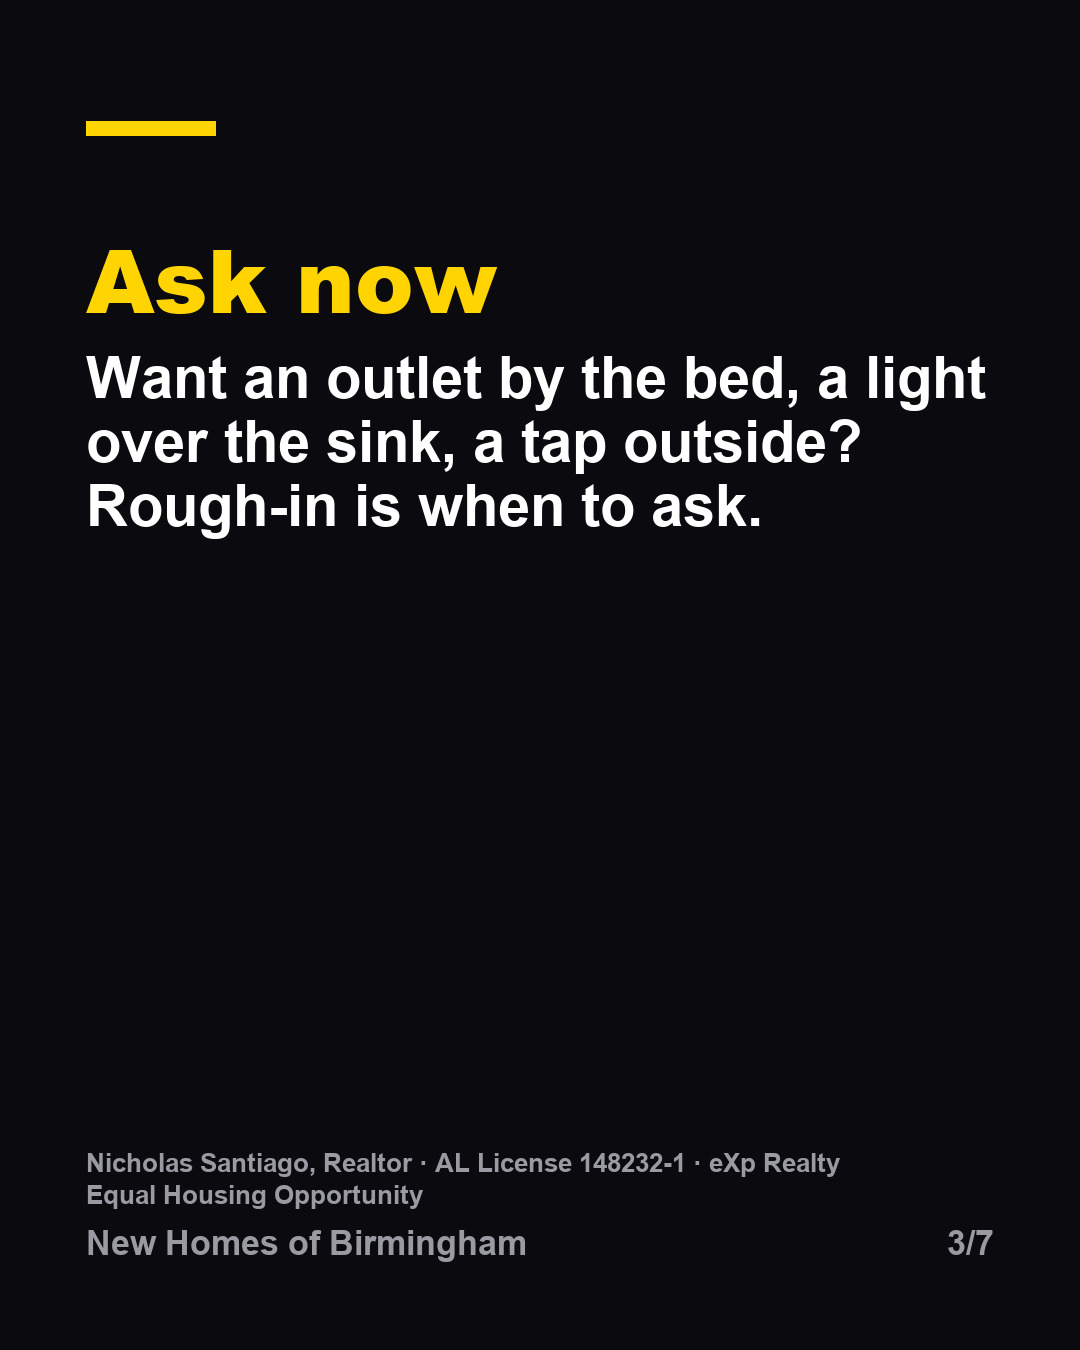 Ask now
Want an outlet by the bed, a light
over the sink, a tap outside?
Rough-in is when to ask.
Nicholas Santiago, Realtor · AL License 148232-1 · eXp Realty
Equal Housing Opportunity
New Homes of Birmingham
3/7